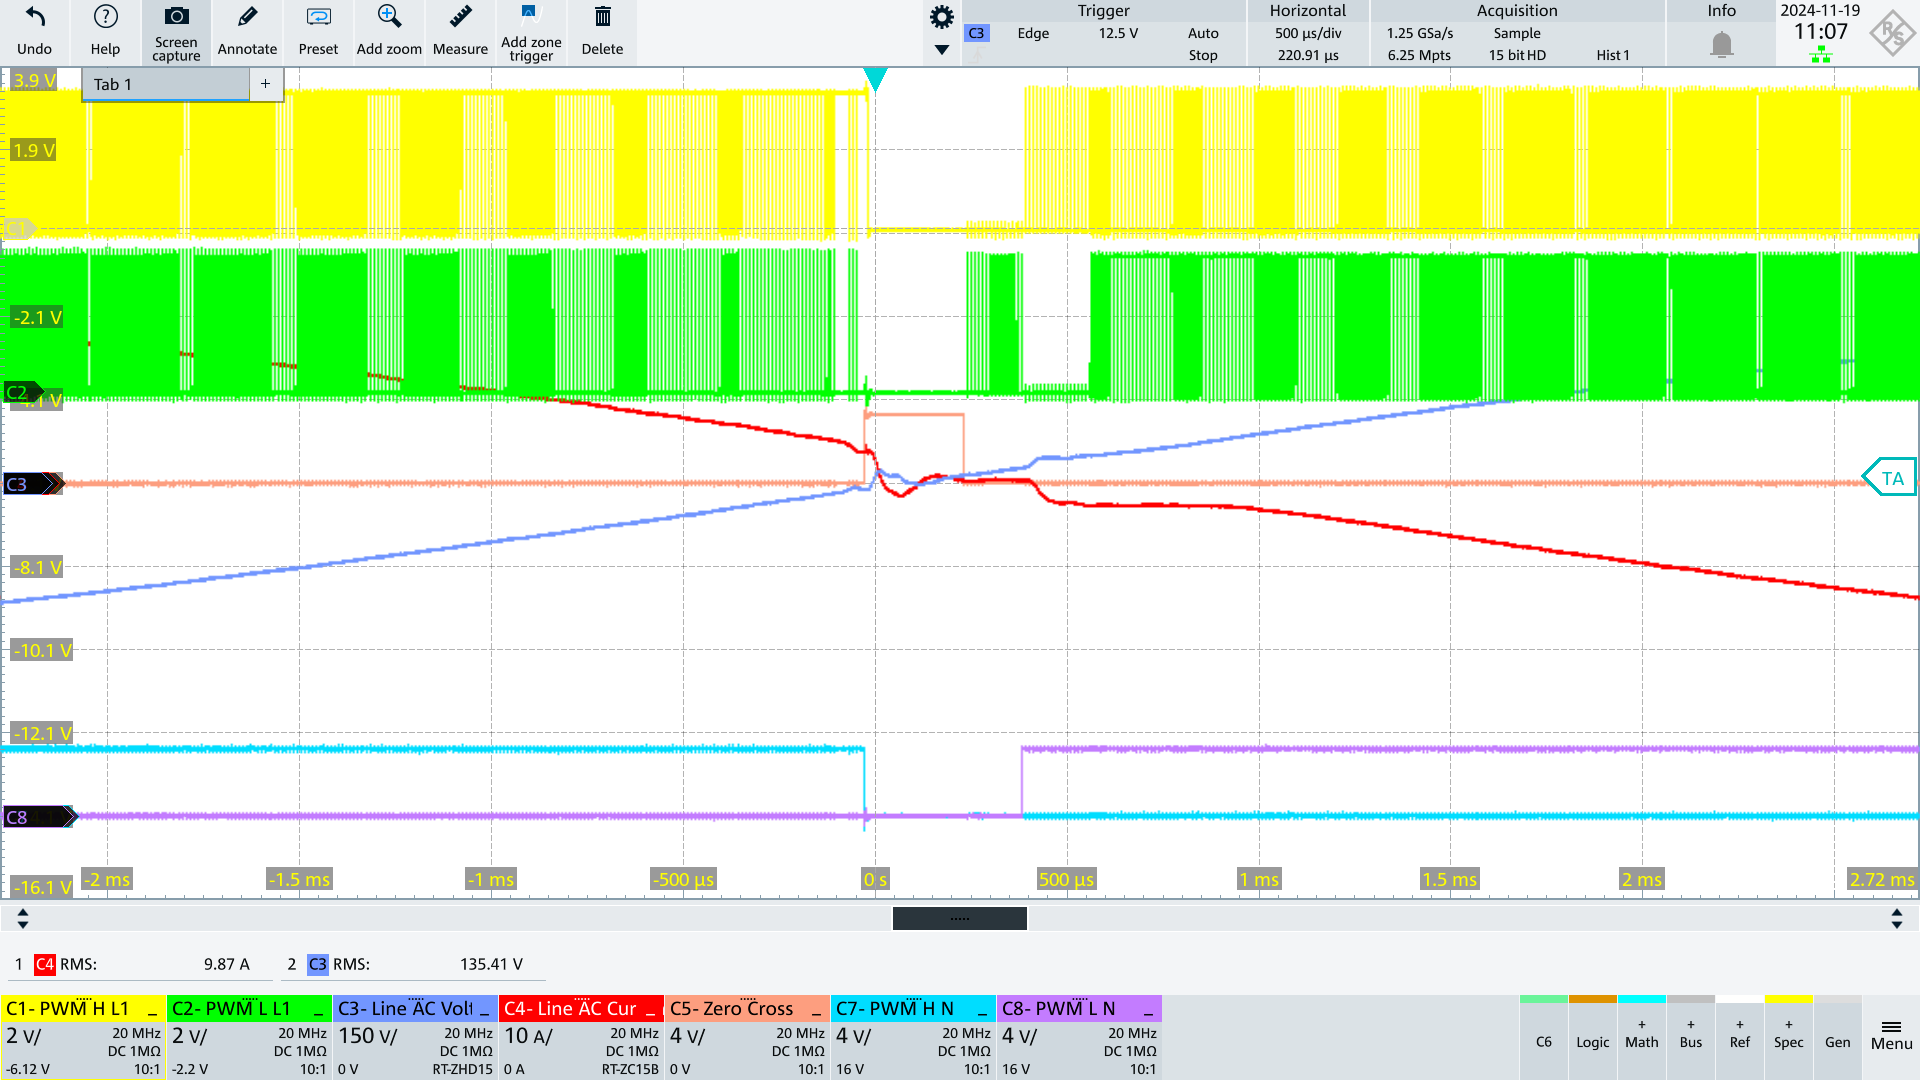 Undo
Help
Screen capture
Annotate
Preset
Add zoom
Measure
Add zone trigger
Delete
Trigger
C3 Edge 12.5 V Auto
Stop
Horizontal
500 µs/div
220.91 µs
Acquisition
1.25 GSa/s Sample
6.25 Mpts 15 bit HD Hist1
Info
2024-11-19
11:07
Tab 1 +
3.9 V
1.9 V
C1
-2.1 V
C2
C3
TA
-8.1 V
-10.1 V
-12.1 V
C8
-16.1 V
-2 ms -1.5 ms -1 ms -500 µs 0 s 500 µs 1 ms 1.5 ms 2 ms 2.72 ms
1 C4 RMS: 9.87 A 2 C3 RMS: 135.41 V
C1- PWM H L1
2 V/ 20 MHz
DC 1MΩ
-6.12 V 10:1
C2- PWM L L1
2 V/ 20 MHz
DC 1MΩ
-2.2 V 10:1
C3- Line AC Volt
150 V/ 20 MHz
DC 1MΩ
0 V RT-ZHD15
C4- Line AC Cur
10 A/ 20 MHz
DC 1MΩ
0 A RT-ZC15B
C5- Zero Cross
4 V/ 20 MHz
DC 1MΩ
0 V 10:1
C7- PWM H N
4 V/ 20 MHz
DC 1MΩ
16 V 10:1
C8- PWM L N
4 V/ 20 MHz
DC 1MΩ
16 V 10:1
C6
Logic
+ Math
+ Bus
+ Ref
+ Spec
Gen
Menu